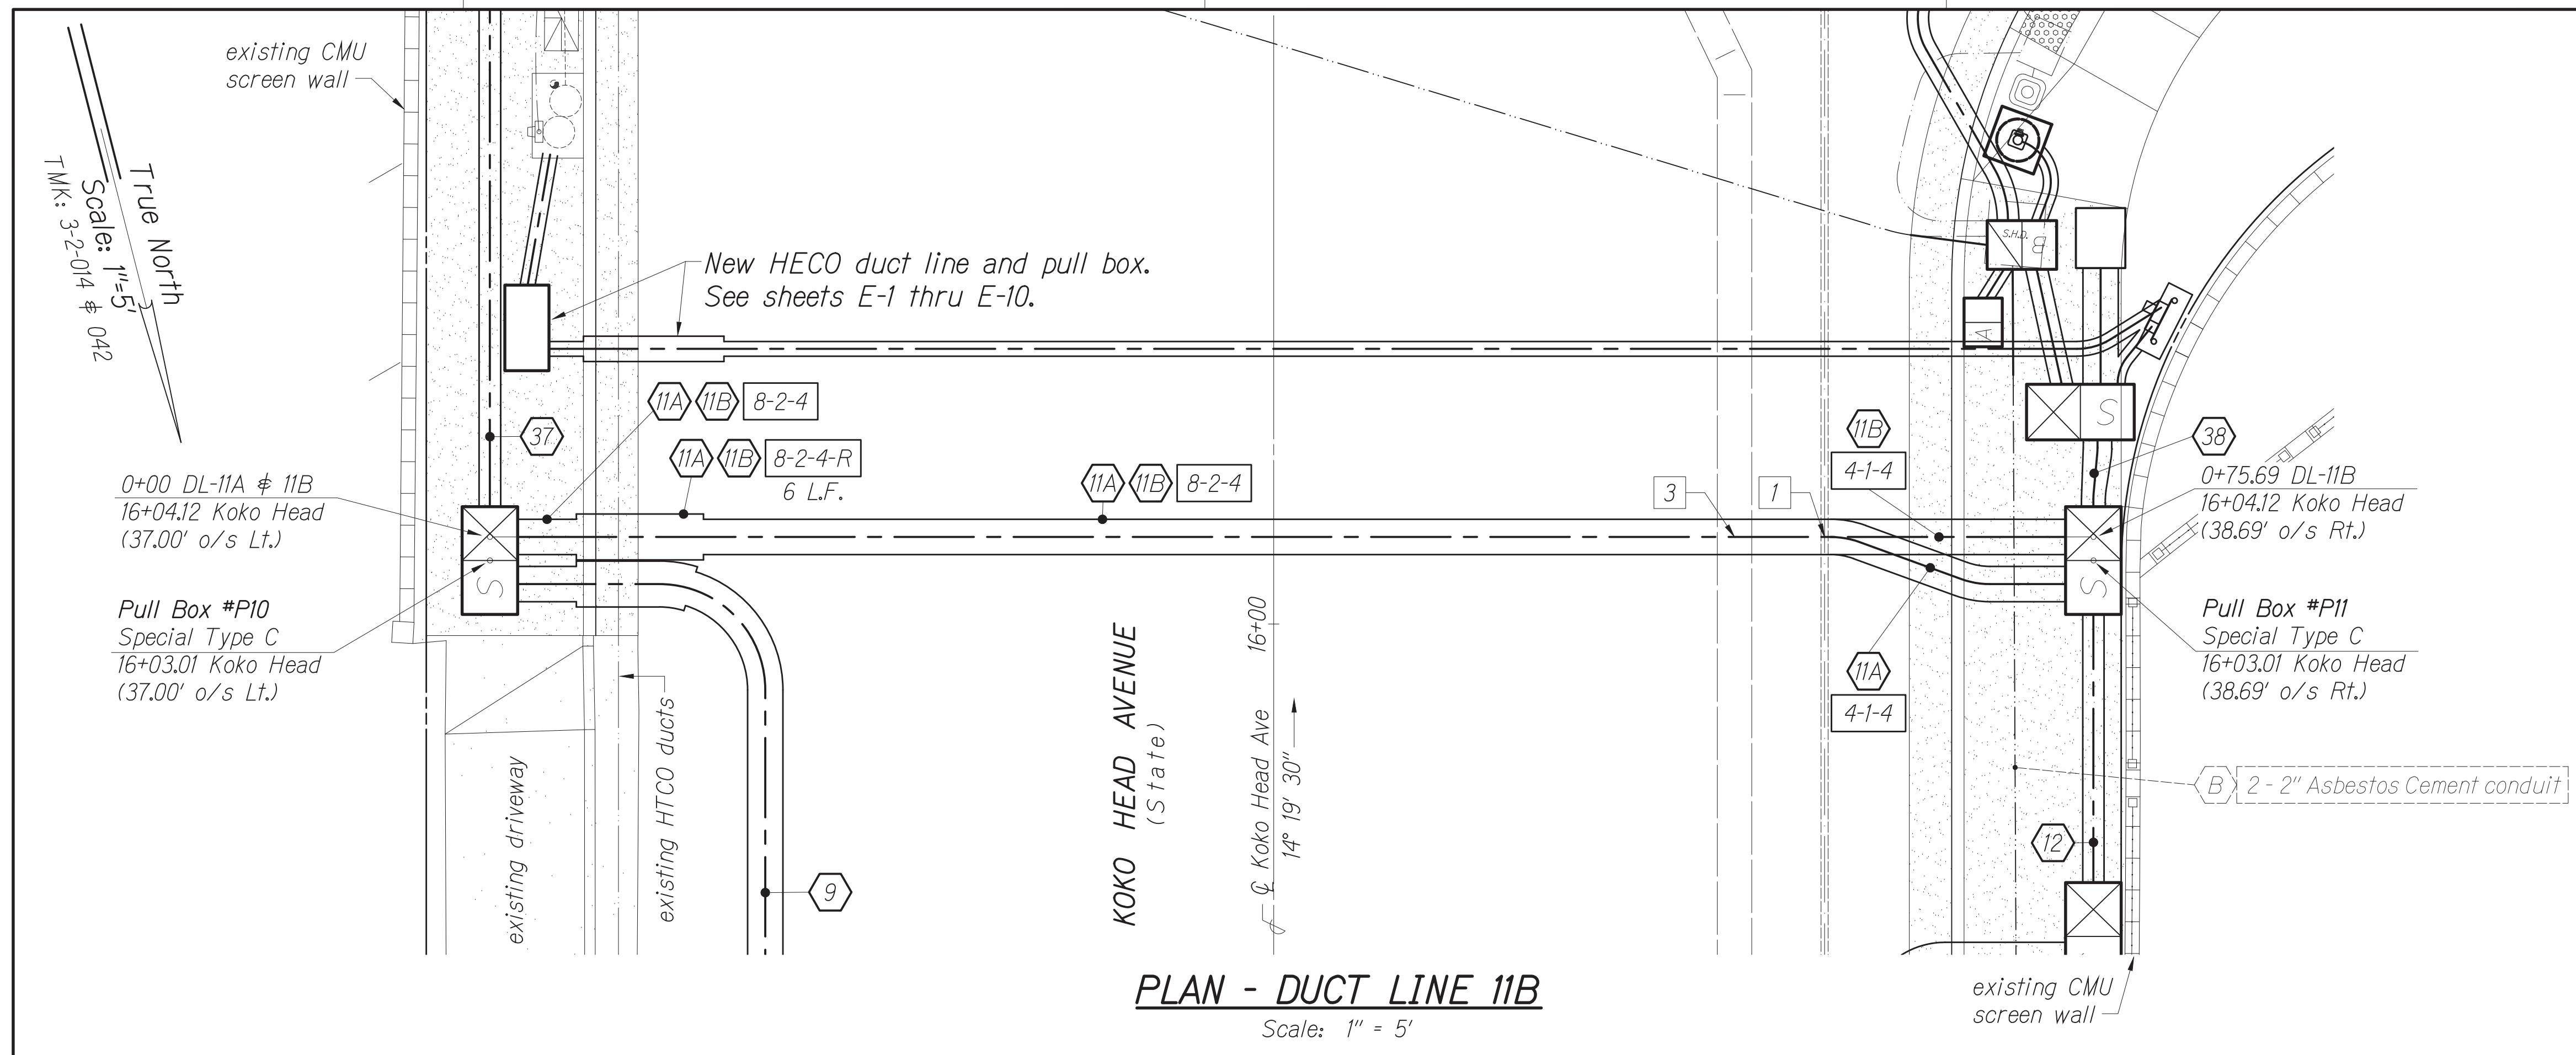 existing CMU
screen wall
True North
Scale: 1"=5'
TMK: 3-2-014 & 042
New HECO duct line and pull box.
See sheets E-1 thru E-10.
S.H.D.
B
A
S
11A 11B 8-2-4
37
11A 11B 8-2-4-R
6 L.F.
11A 11B 8-2-4
3
1
11B
4-1-4
38
0+00 DL-11A & 11B
16+04.12 Koko Head
(37.00' o/s Lt.)
0+75.69 DL-11B
16+04.12 Koko Head
(38.69' o/s Rt.)
S
S
Pull Box #P10
Special Type C
16+03.01 Koko Head
(37.00' o/s Lt.)
Pull Box #P11
Special Type C
16+03.01 Koko Head
(38.69' o/s Rt.)
11A
4-1-4
existing driveway
existing HTCO ducts
9
KOKO HEAD AVENUE
(State)
16+00
℄ Koko Head Ave
14° 19' 30"
B 2 - 2" Asbestos Cement conduit
12
existing CMU
screen wall
PLAN - DUCT LINE 11B
Scale: 1" = 5'